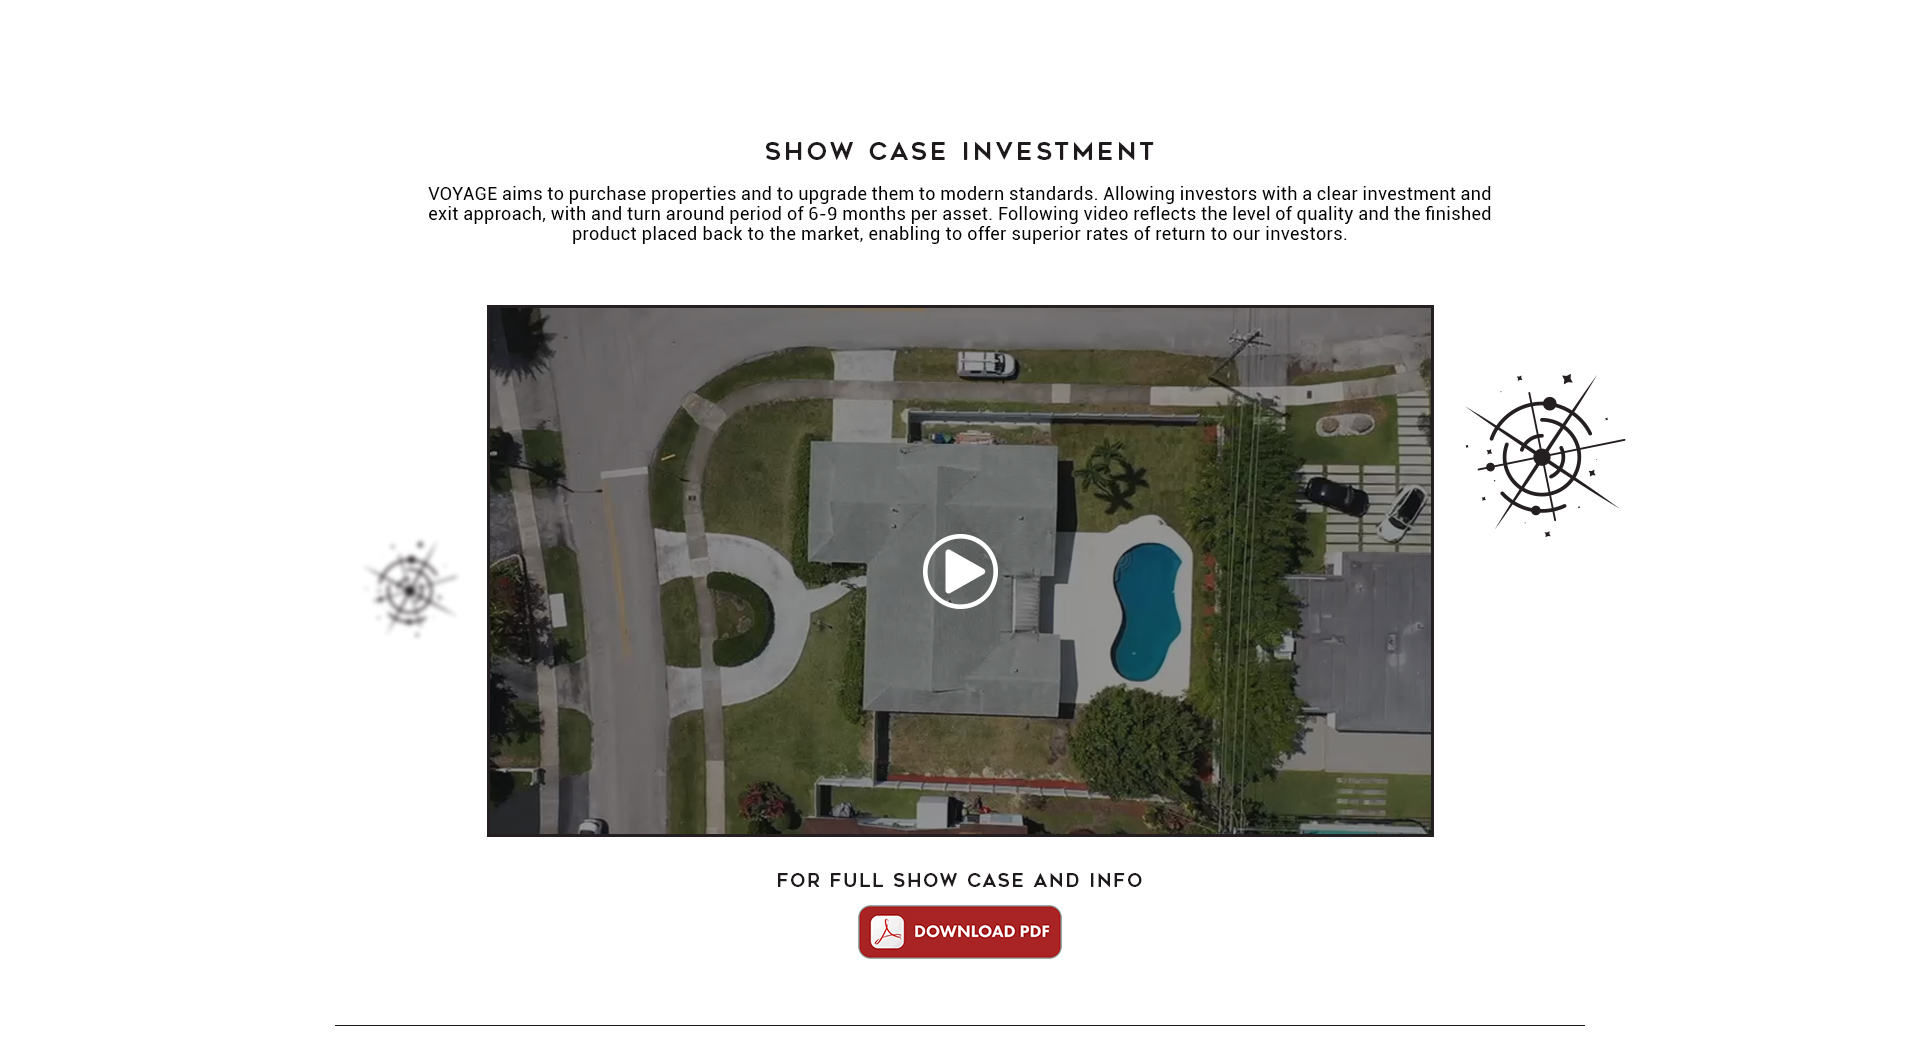 SHOW CASE INVESTMENT
VOYAGE aims to purchase properties and to upgrade them to modern standards. Allowing investors with a clear investment and
exit approach, with and turn around period of 6-9 months per asset. Following video reflects the level of quality and the finished
product placed back to the market, enabling to offer superior rates of return to our investors.
FOR FULL SHOW CASE AND INFO
DOWNLOAD PDF